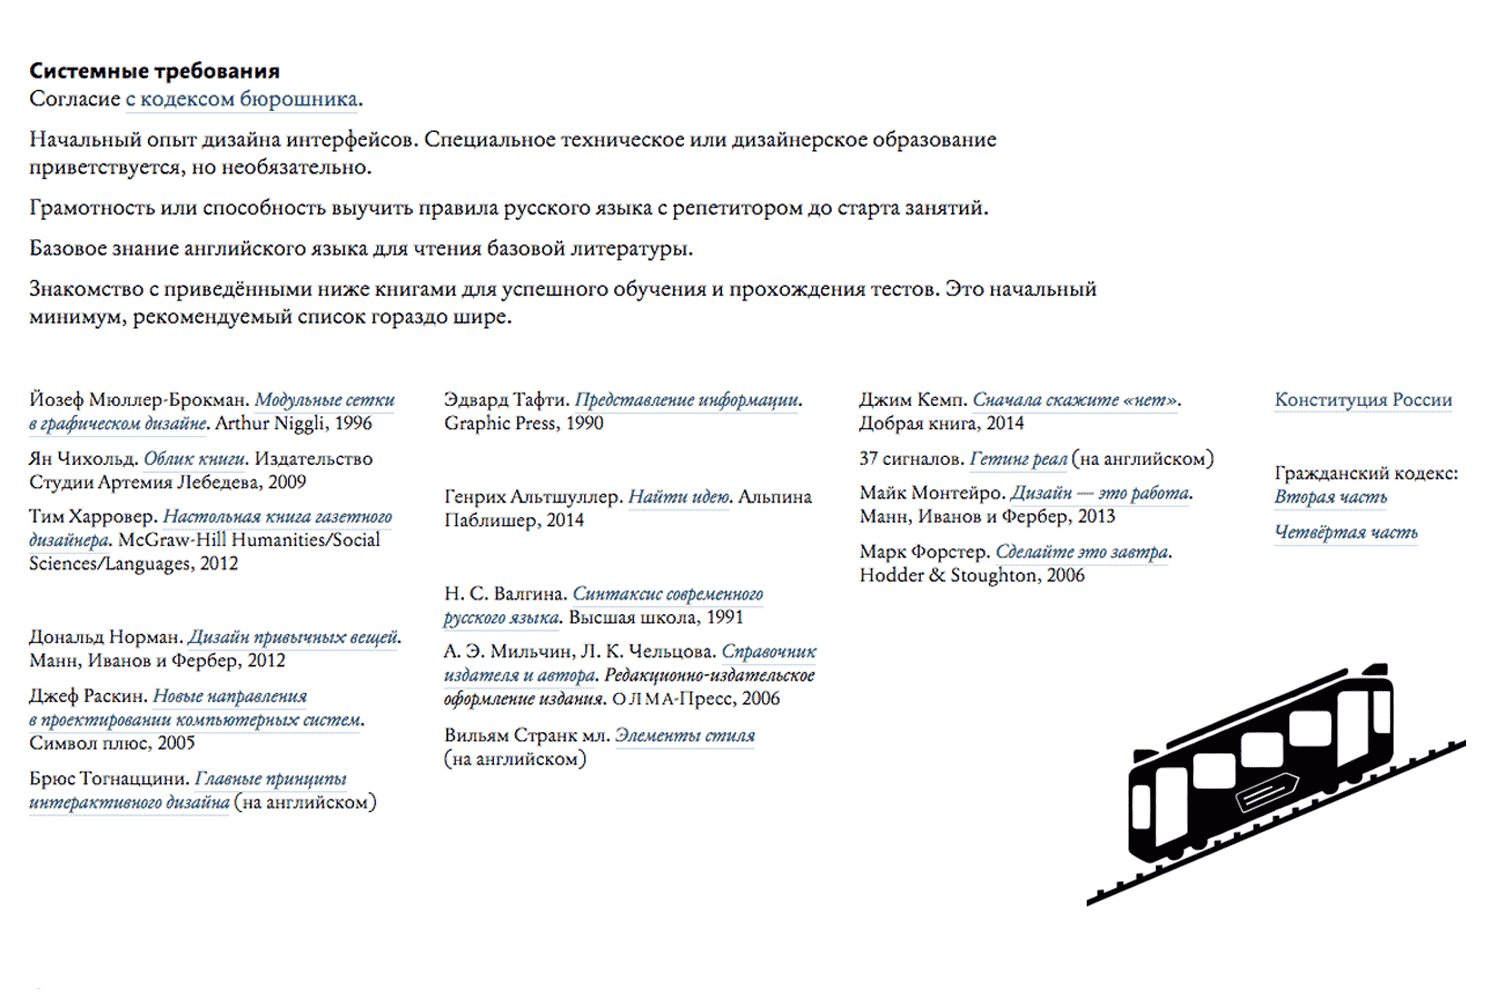 Системные требования
Согласие с кодексом бюрошника.
Начальный опыт дизайна интерфейсов. Специальное техническое или дизайнерское образование
приветствуется, но необязательно.
Грамотность или способность выучить правила русского языка с репетитором до старта занятий.
Базовое знание английского языка для чтения базовой литературы.
Знакомство с приведёнными ниже книгами для успешного обучения и прохождения тестов. Это начальный
минимум, рекомендуемый список гораздо шире.
Йозеф Мюллер-Брокман. Модульные сетки
в графическом дизайне. Arthur Niggli, 1996
Ян Чихольд. Облик книги. Издательство
Студии Артемия Лебедева, 2009
Тим Харровер. Настольная книга газетного
дизайнера. McGraw-Hill Humanities/Social
Sciences/Languages, 2012
Дональд Норман. Дизайн привычных вещей.
Манн, Иванов и Фербер, 2012
Джеф Раскин. Новые направления
в проектировании компьютерных систем.
Символ плюс, 2005
Брюс Тогнаццини. Главные принципы
интерактивного дизайна (на английском)
Эдвард Тафти. Представление информации.
Graphic Press, 1990
Генрих Альтшуллер. Найти идею. Альпина
Паблишер, 2014
Н. С. Валгина. Синтаксис современного
русского языка. Высшая школа, 1991
А. Э. Мильчин, Л. К. Чельцова. Справочник
издателя и автора. Редакционно-издательское
оформление издания. ОЛМА-Пресс, 2006
Вильям Странк мл. Элементы стиля
(на английском)
Джим Кемп. Сначала скажите «нет».
Добрая книга, 2014
37 сигналов. Гетинг реал (на английском)
Майк Монтейро. Дизайн — это работа.
Манн, Иванов и Фербер, 2013
Марк Форстер. Сделайте это завтра.
Hodder & Stoughton, 2006
Конституция России
Гражданский кодекс:
Вторая часть
Четвёртая часть